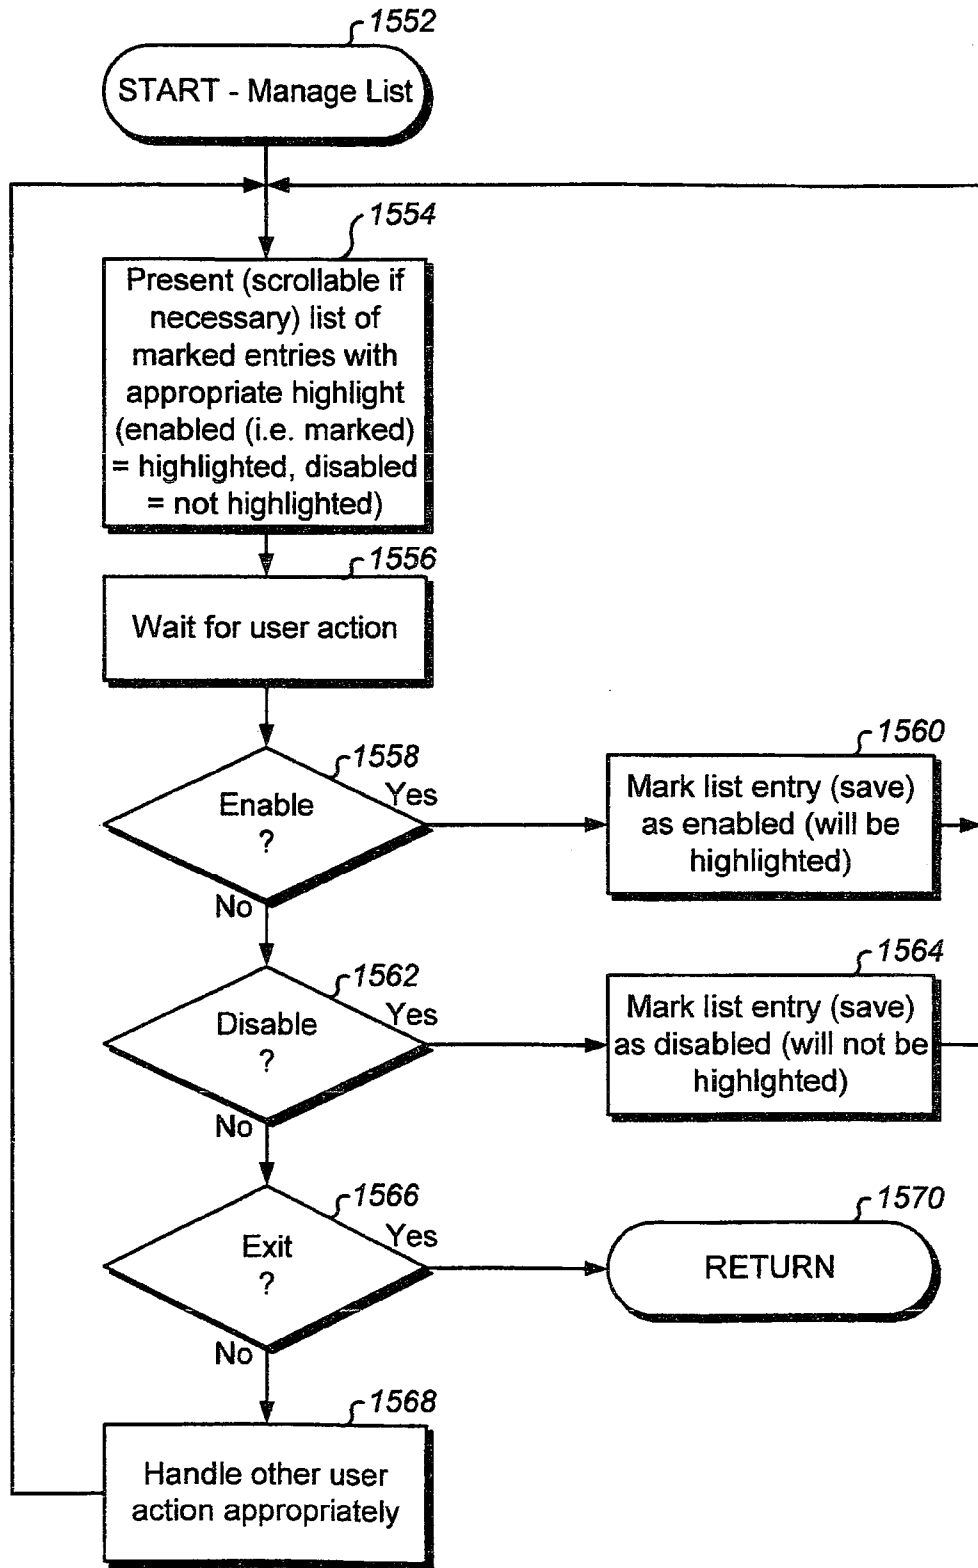 1552
START - Manage List
1554
Present (scrollable if
necessary) list of
marked entries with
appropriate highlight
(enabled (i.e. marked)
= highlighted, disabled
= not highlighted)
1556
Wait for user action
1558
Enable
?
Yes
No
1560
Mark list entry (save)
as enabled (will be
highlighted)
1562
Disable
?
Yes
No
1564
Mark list entry (save)
as disabled (will not be
highlghted)
1566
Exit
?
Yes
No
1570
RETURN
1568
Handle other user
action appropriately